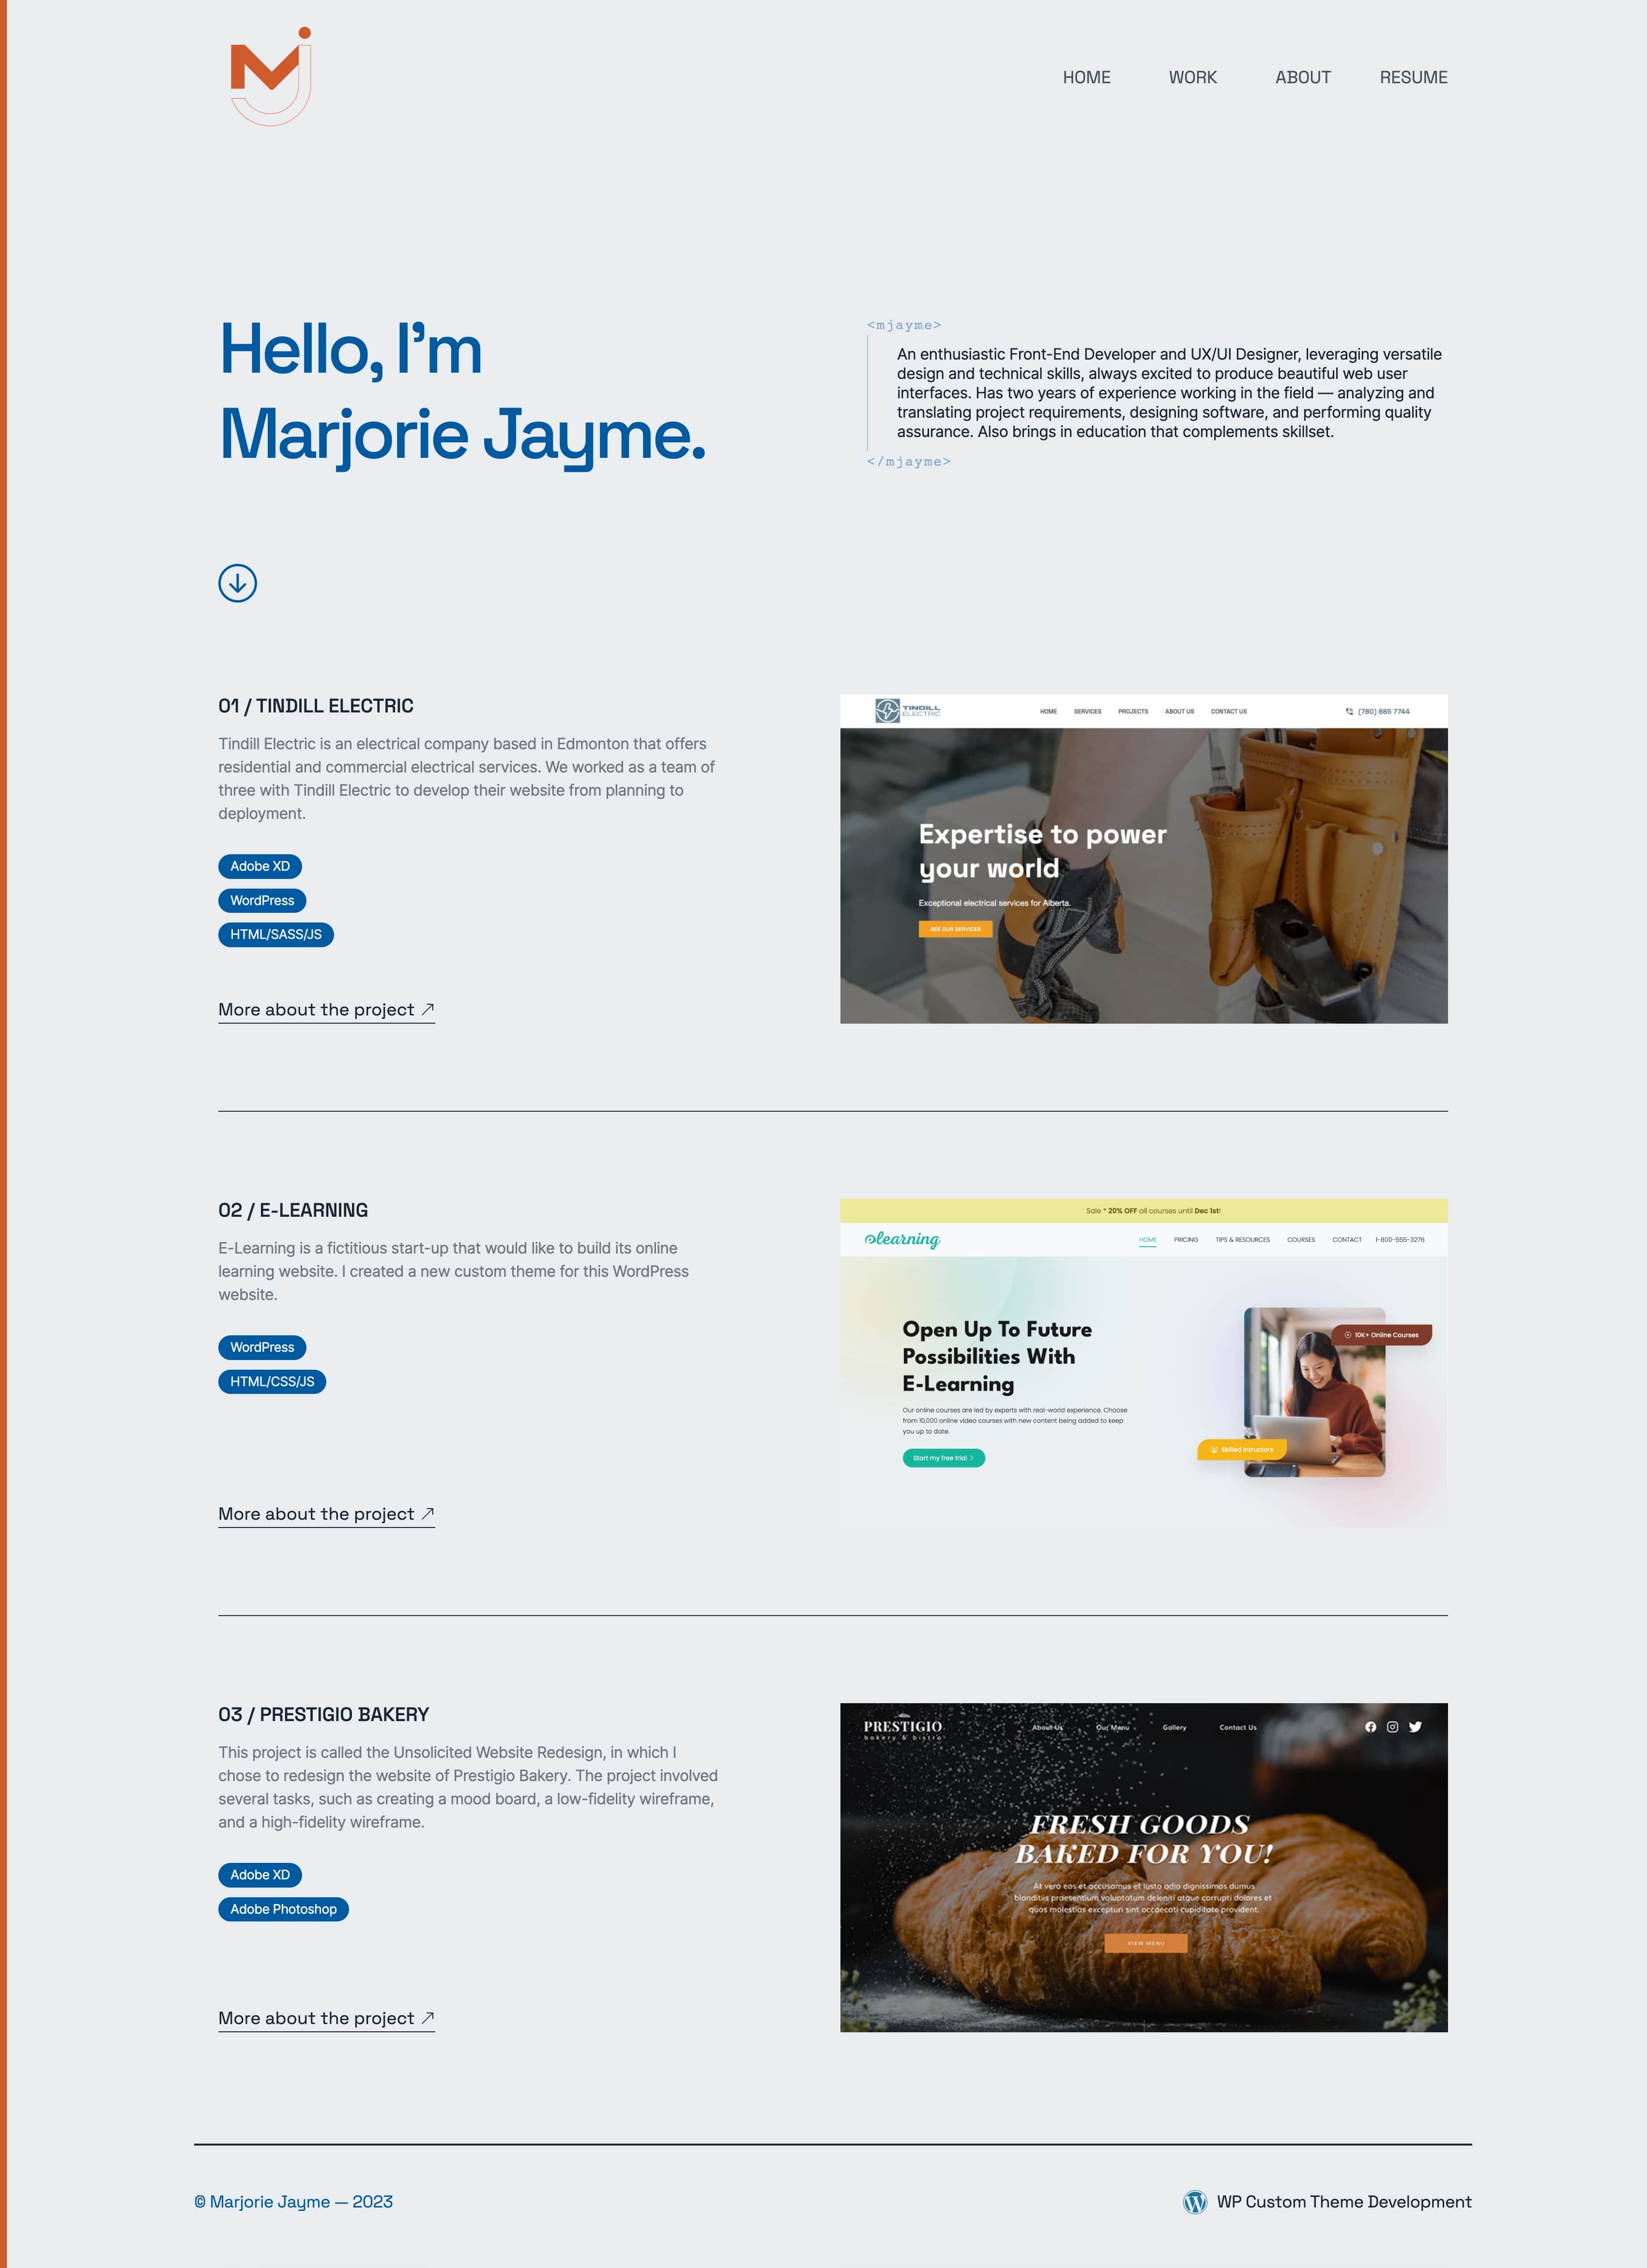 HOME WORK ABOUT RESUME
Hello, I'm
Marjorie Jayme.
<mjayme>
An enthusiastic Front-End Developer and UX/UI Designer, leveraging versatile
design and technical skills, always excited to produce beautiful web user
interfaces. Has two years of experience working in the field — analyzing and
translating project requirements, designing software, and performing quality
assurance. Also brings in education that complements skillset.
</mjayme>
01 / TINDILL ELECTRIC
Tindill Electric is an electrical company based in Edmonton that offers
residential and commercial electrical services. We worked as a team of
three with Tindill Electric to develop their website from planning to
deployment.
Adobe XD
WordPress
HTML/SASS/JS
More about the project ↗
TINDILL
ELECTRIC
HOME SERVICES PROJECTS ABOUT US CONTACT US (780) 885 7744
Expertise to power
your world
Exceptional electrical services for Alberta.
SEE OUR SERVICES
02 / E-LEARNING
E-Learning is a fictitious start-up that would like to build its online
learning website. I created a new custom theme for this WordPress
website.
WordPress
HTML/CSS/JS
More about the project ↗
Sale * 20% OFF all courses until Dec 1st!
elearning
HOME PRICING TIPS & RESOURCES COURSES CONTACT 1-800-555-3276
Open Up To Future
Possibilities With
E-Learning
Our online courses are led by experts with real-world experience. Choose
from 10,000 online video courses with new content being added to keep
you up to date.
Start my free trial >
10K+ Online Courses
Skilled Intructors
03 / PRESTIGIO BAKERY
This project is called the Unsolicited Website Redesign, in which I
chose to redesign the website of Prestigio Bakery. The project involved
several tasks, such as creating a mood board, a low-fidelity wireframe,
and a high-fidelity wireframe.
Adobe XD
Adobe Photoshop
More about the project ↗
PRESTIGIO
bakery & bistro
About Us Our Menu Gallery Contact Us
FRESH GOODS
BAKED FOR YOU!
At vero eos et accusamus et iusto odio dignissimos dumus
blanditiis praesentium voluptatum deleniti atque corrupti dolores et
quas molestias excepturi sint occaecati cupiditate provident.
VIEW MENU
© Marjorie Jayme — 2023
WP Custom Theme Development